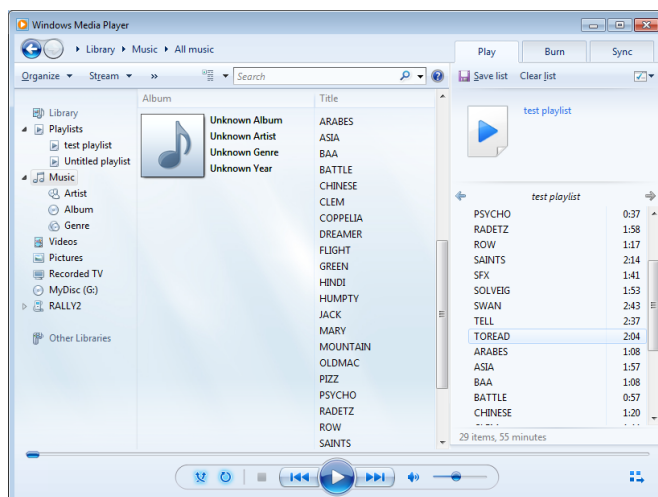 Windows Media Player
Library Music All music
Play Burn Sync
Organize Stream » Search
Save list Clear list
Album Title
Library
Playlists
test playlist
Untitled playlist
Music
Artist
Album
Genre
Videos
Pictures
Recorded TV
MyDisc (G:)
RALLY2
Other Libraries
Unknown Album
Unknown Artist
Unknown Genre
Unknown Year
ARABES
ASIA
BAA
BATTLE
CHINESE
CLEM
COPPELIA
DREAMER
FLIGHT
GREEN
HINDI
HUMPTY
JACK
MARY
MOUNTAIN
OLDMAC
PIZZ
PSYCHO
RADETZ
ROW
SAINTS
test playlist
test playlist
PSYCHO 0:37
RADETZ 1:58
ROW 1:17
SAINTS 2:14
SFX 1:41
SOLVEIG 1:53
SWAN 2:43
TELL 2:37
TOREAD 2:04
ARABES 1:08
ASIA 1:57
BAA 1:08
BATTLE 0:57
CHINESE 1:20
29 items, 55 minutes